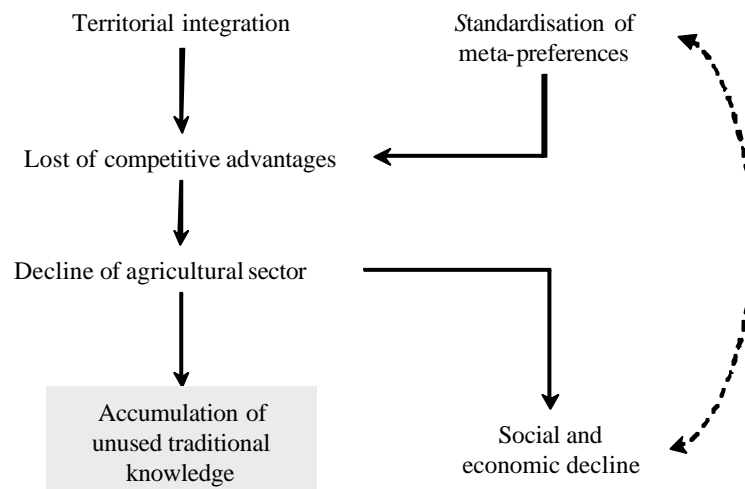 Territorial integration
Standardisation of
meta-preferences
Lost of competitive advantages
Decline of agricultural sector
Accumulation of
unused traditional
knowledge
Social and
economic decline